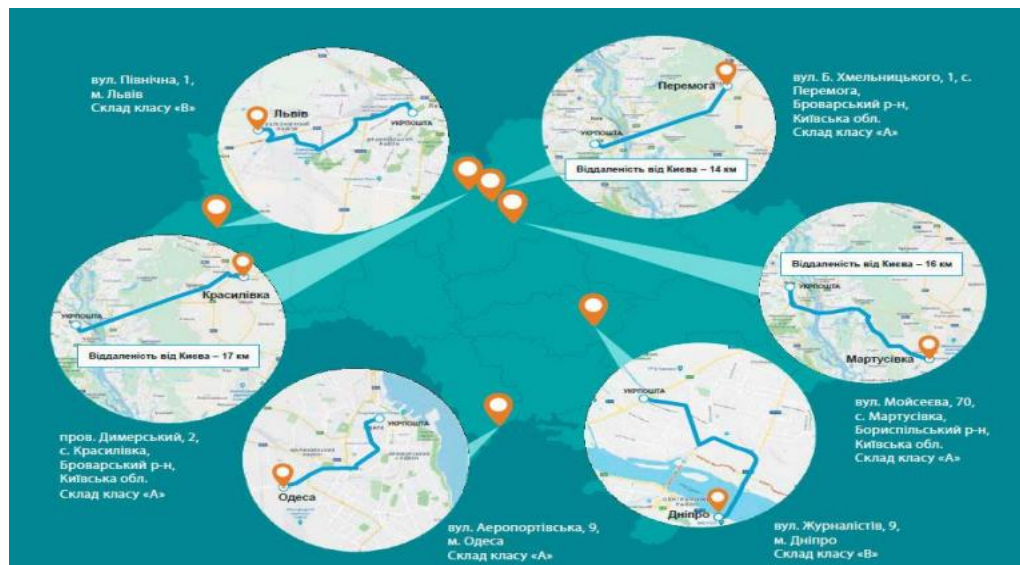 вул. Північна, 1,
м. Львів
Склад класу «В»
Львів
УКРПОШТА
Перемога
УКРПОШТА
Віддаленість від Києва – 14 км
вул. Б. Хмельницького, 1, с.
Перемога,
Броварський р-н,
Київська обл.
Склад класу «А»
Красилівка
УКРПОШТА
Віддаленість від Києва – 17 км
Віддаленість від Києва – 16 км
УКРПОШТА
Мартусівка
пров. Димерський, 2,
с. Красилівка,
Броварський р-н,
Київська обл.
Склад класу «А»
УКРПОШТА
Одеса
вул. Аеропортівська, 9,
м. Одеса
Склад класу «А»
УКРПОШТА
Дніпро
вул. Мойсеєва, 70,
с. Мартусівка,
Бориспільський р-н,
Київська обл.
Склад класу «А»
вул. Журналістів, 9,
м. Дніпро
Склад класу «В»